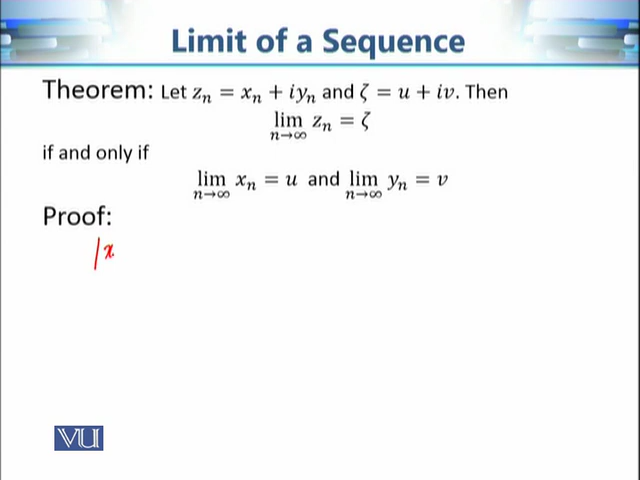 Limit of a Sequence
Theorem: Let zₙ = xₙ + iyₙ and ζ = u + iv. Then
lim n→∞ zₙ = ζ
if and only if
lim n→∞ xₙ = u and lim n→∞ yₙ = v
Proof:
|x
VU